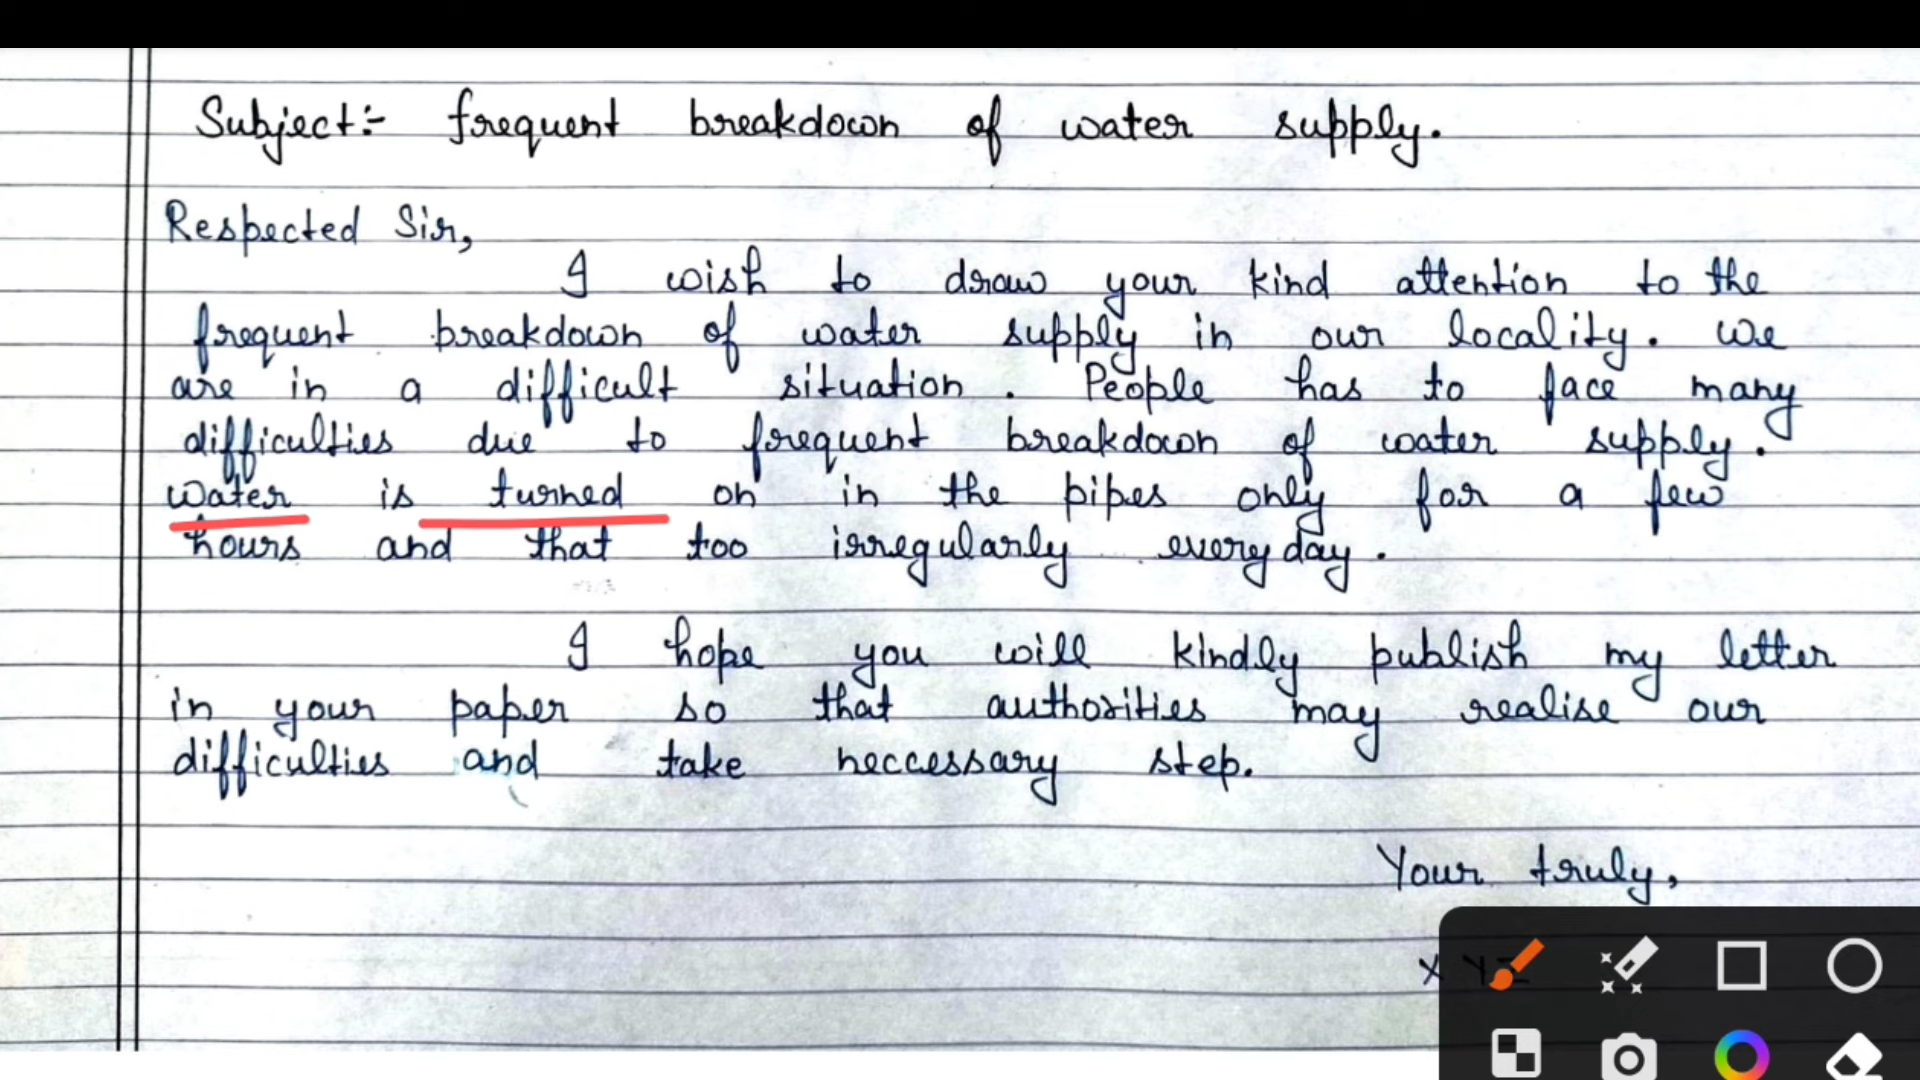 Subject:- frequent breakdown of water supply.
Respected Sir,
I wish to draw your kind attention to the
frequent breakdown of water supply in our locality. We
are in a difficult situation. People has to face many
difficulties due to frequent breakdown of water supply.
Water is turned on in the pipes only for a few
hours and that too irregularly everyday.
I hope you will kindly publish my letter
in your paper so that authorities may realise our
difficulties and take neccessary step.
Your truly,
XYZ